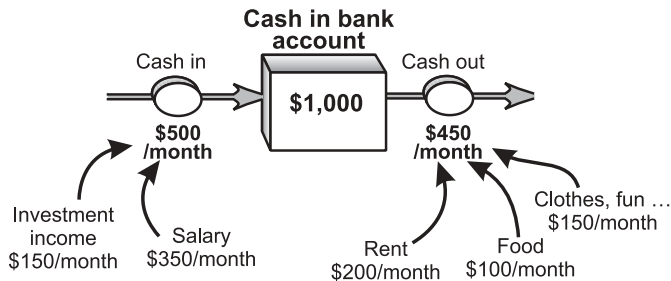 Cash in bank
account
Cash in
Cash out
$1,000
$500
/month
$450
/month
Investment
income
$150/month
Salary
$350/month
Rent
$200/month
Food
$100/month
Clothes, fun ...
$150/month